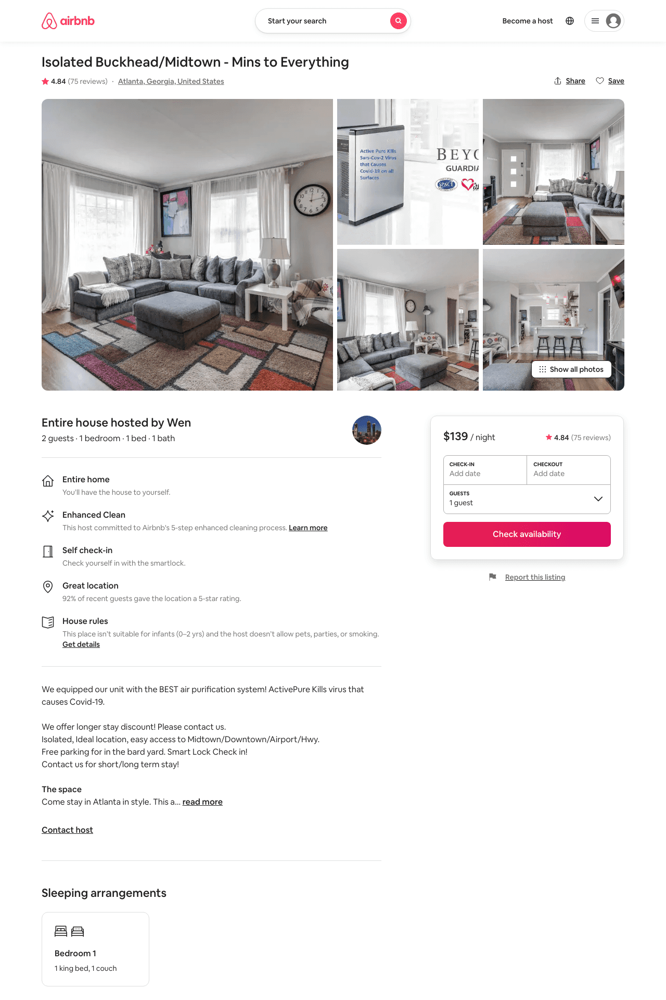 airbnb
Start your search
Become a host
Isolated Buckhead/Midtown - Mins to Everything
4.84 (75 reviews) · Atlanta, Georgia, United States
Share
Save
Active Pure Kills
Sars-Cov-2 Virus
that Causes
Covid-19 on all
Surfaces
BEYO
GUARDIA
SPACE
Show all photos
Entire house hosted by Wen
2 guests · 1 bedroom · 1 bed · 1 bath
$139 / night
4.84 (75 reviews)
CHECK-IN
Add date
CHECKOUT
Add date
GUESTS
1 guest
Check availability
Report this listing
Entire home
You’ll have the house to yourself.
Enhanced Clean
This host committed to Airbnb's 5-step enhanced cleaning process. Learn more
Self check-in
Check yourself in with the smartlock.
Great location
92% of recent guests gave the location a 5-star rating.
House rules
This place isn’t suitable for infants (0–2 yrs) and the host doesn’t allow pets, parties, or smoking.
Get details
We equipped our unit with the BEST air purification system! ActivePure Kills virus that
causes Covid-19.
We offer longer stay discount! Please contact us.
Isolated, Ideal location, easy access to Midtown/Downtown/Airport/Hwy.
Free parking for in the bard yard. Smart Lock Check in!
Contact us for short/long term stay!
The space
Come stay in Atlanta in style. This a... read more
Contact host
Sleeping arrangements
Bedroom 1
1 king bed, 1 couch